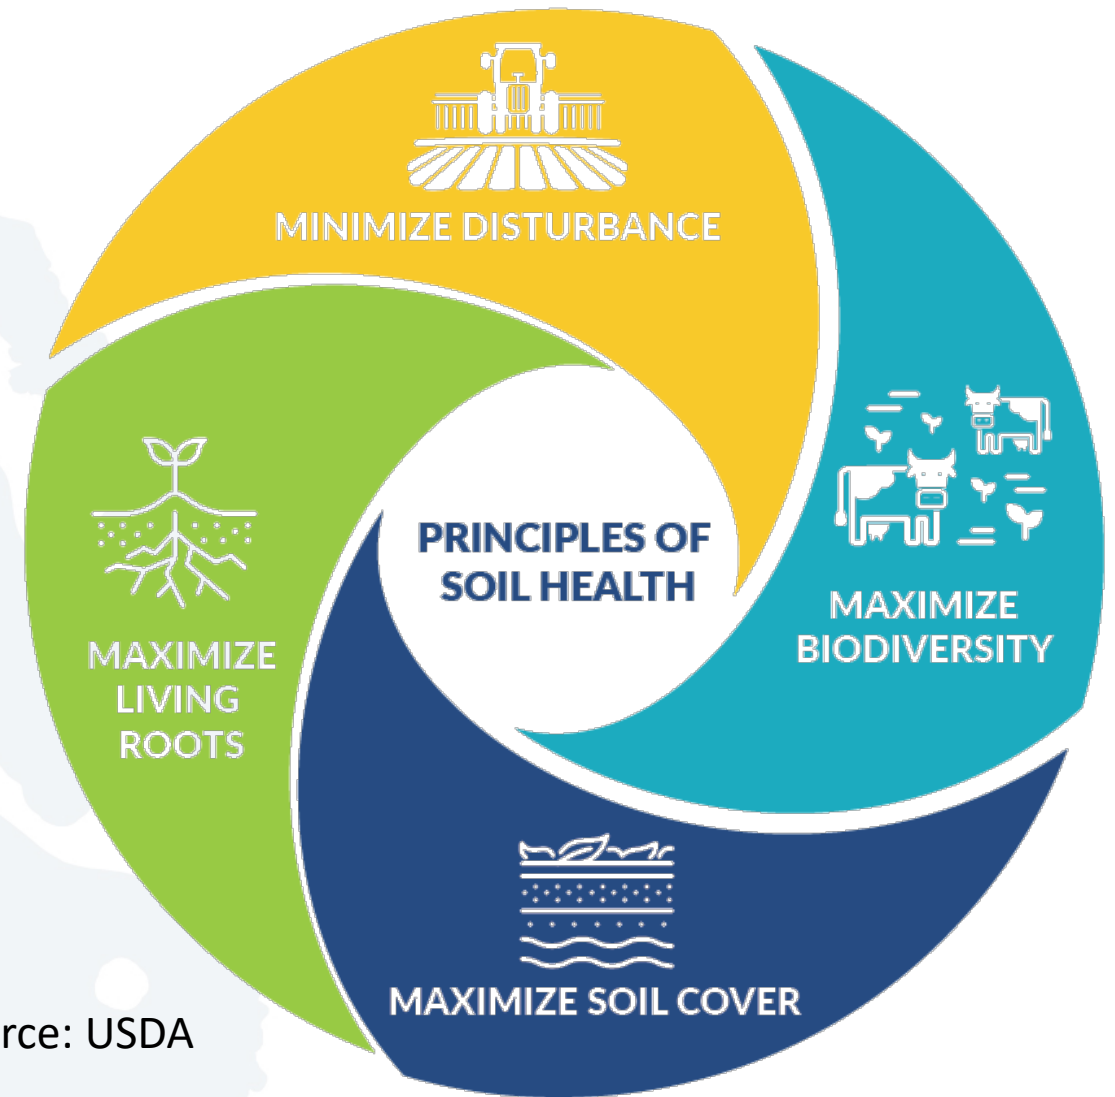 MINIMIZE DISTURBANCE
MAXIMIZE
BIODIVERSITY
PRINCIPLES OF
SOIL HEALTH
MAXIMIZE
LIVING
ROOTS
MAXIMIZE SOIL COVER
rce: USDA